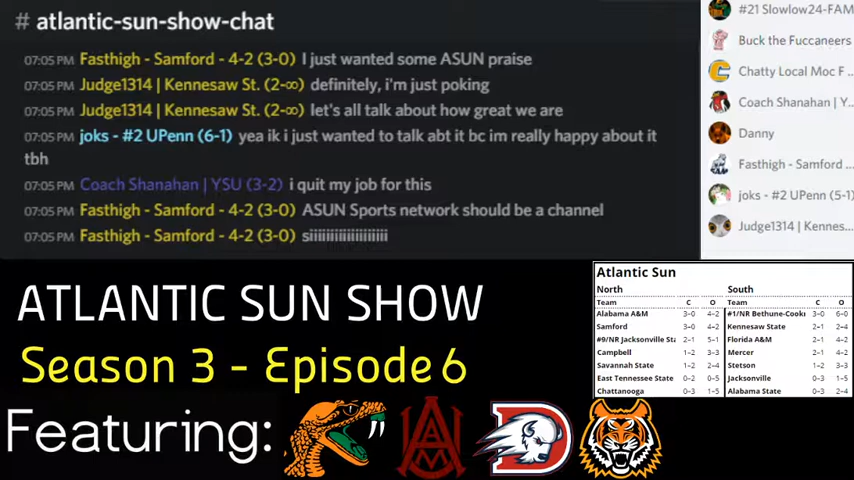 # atlantic-sun-show-chat
07:05 PM Fasthigh - Samford - 4-2 (3-0) I just wanted some ASUN praise
07:05 PM Judge1314 | Kennesaw St. (2-∞) definitely, i'm just poking
07:05 PM Judge1314 | Kennesaw St. (2-∞) let's all talk about how great we are
07:05 PM joks - #2 UPenn (6-1) yea ik i just wanted to talk abt it bc im really happy about it
tbh
07:05 PM Coach Shanahan | YSU (3-2) i quit my job for this
07:05 PM Fasthigh - Samford - 4-2 (3-0) ASUN Sports network should be a channel
07:05 PM Fasthigh - Samford - 4-2 (3-0) siiiiiiiiiiiiiiiiii
#21 Slowlow24-FAM
Buck the Fuccaneers
Chatty Local Moc F
Coach Shanahan | Y
Danny
Fasthigh - Samford ...
joks - #2 UPenn (5-1)
Judge1314 | Kennes...
ATLANTIC SUN SHOW
Season 3 - Episode 6
Featuring:
Atlantic Sun
North South
Team C O Team C O
Alabama A&M 3-0 4-2 #1/NR Bethune-Cook 3-0 6-0
Samford 3-0 4-2 Kennesaw State 2-1 2-4
#9/NR Jacksonville Sta 2-1 5-1 Florida A&M 2-1 3-3
Campbell 1-2 3-3 Mercer 2-1 4-2
Savannah State 1-2 2-4 Stetson 1-2 3-3
East Tennessee State 0-2 0-5 Jacksonville 0-3 1-5
Chattanooga 0-3 1-5 Alabama State 0-3 2-4
D